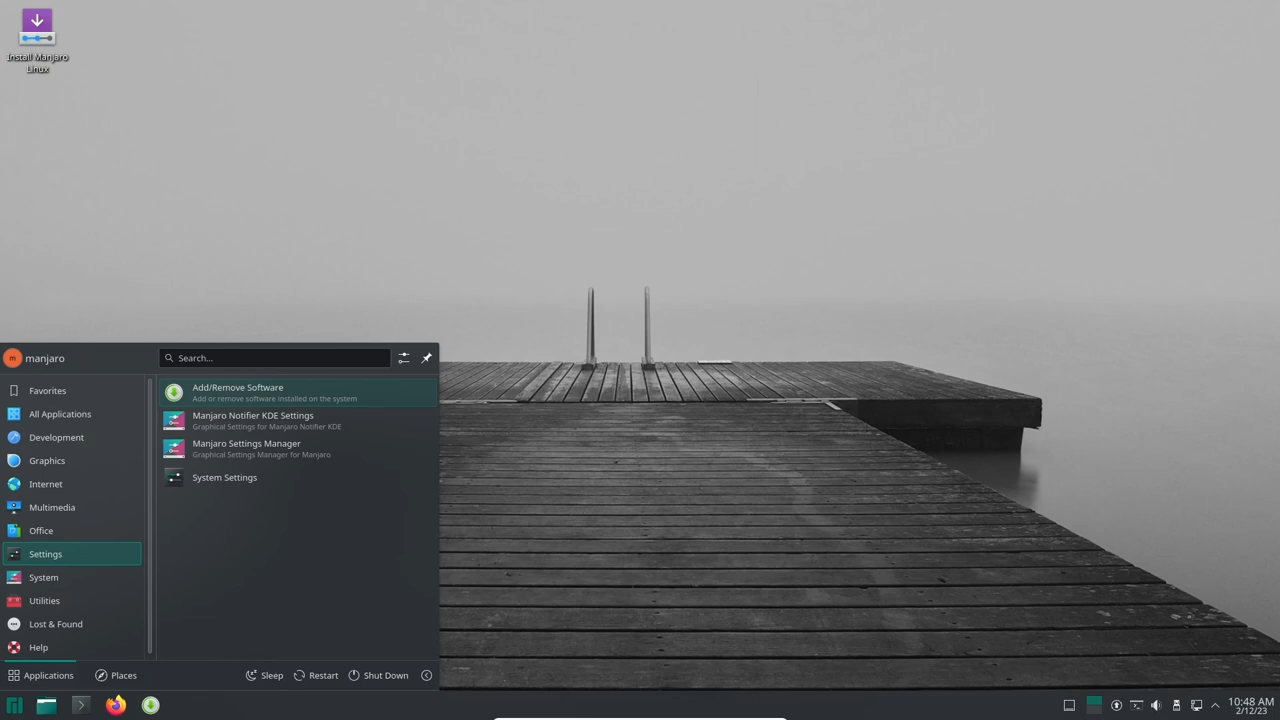 Install Manjaro
Linux
m
manjaro
Search...
Favorites
All Applications
Development
Graphics
Internet
Multimedia
Office
Settings
System
Utilities
Lost & Found
Help
Add/Remove Software
Add or remove software installed on the system
Manjaro Notifier KDE Settings
Graphical Settings for Manjaro Notifier KDE
Manjaro Settings Manager
Graphical Settings Manager for Manjaro
System Settings
Applications
Places
Sleep
Restart
Shut Down
10:48 AM
2/12/23